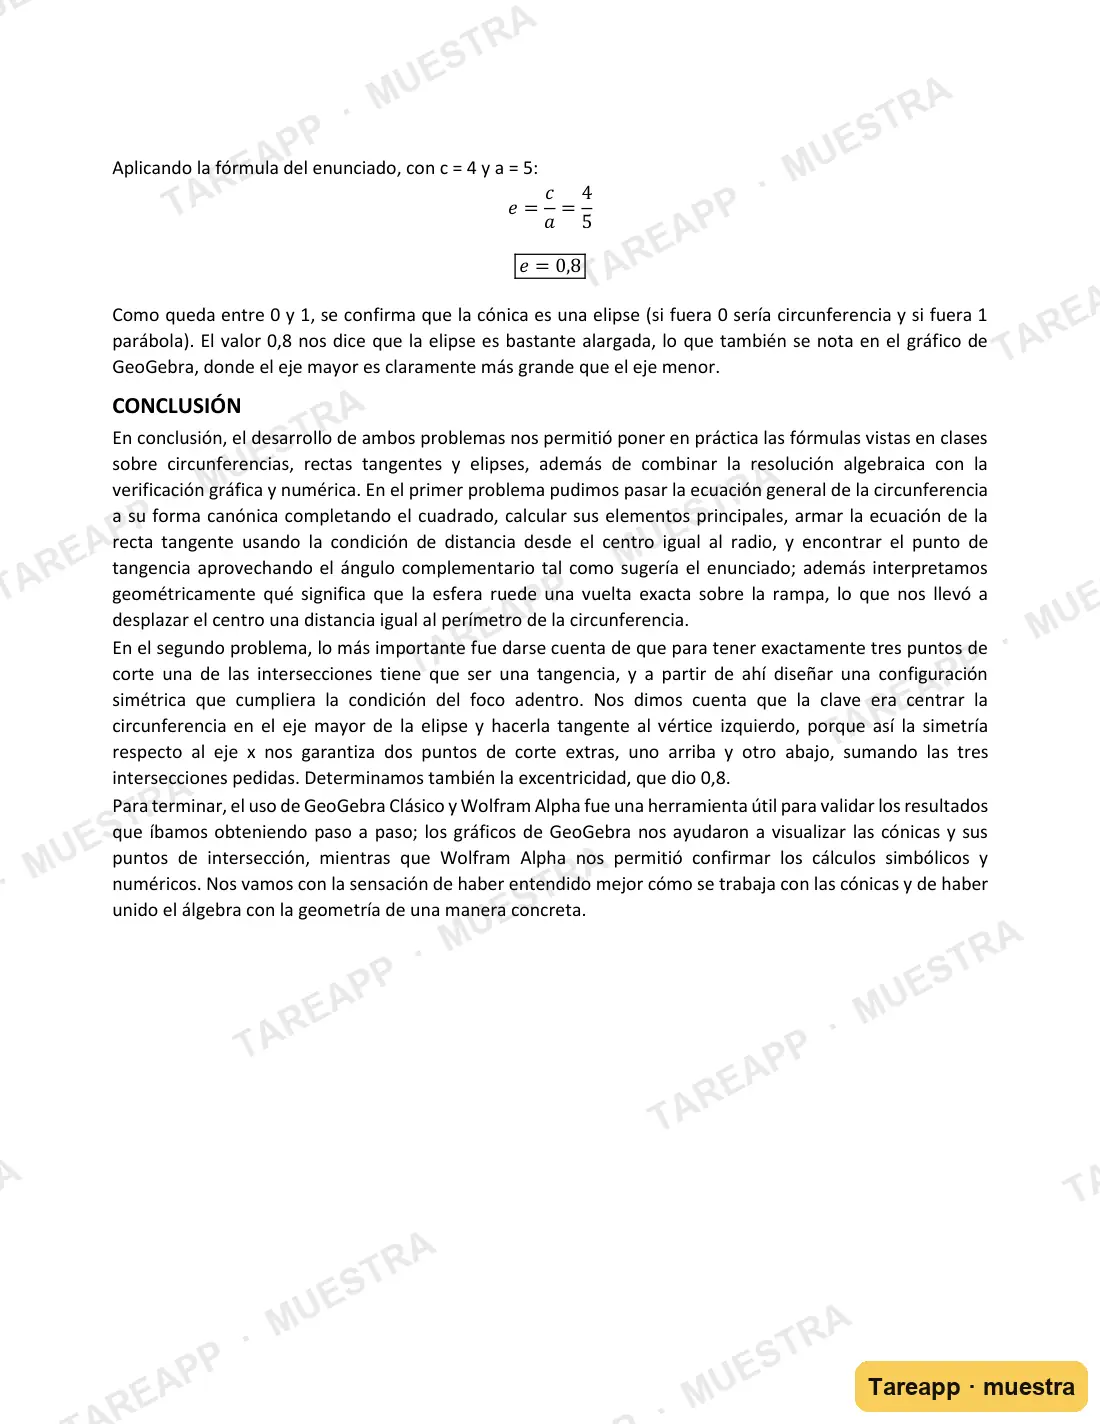 Aplicando la fórmula del enunciado, con c = 4 y a = 5:
e = c/a = 4/5
e = 0,8
Como queda entre 0 y 1, se confirma que la cónica es una elipse (si fuera 0 sería circunferencia y si fuera 1
parábola). El valor 0,8 nos dice que la elipse es bastante alargada, lo que también se nota en el gráfico de
GeoGebra, donde el eje mayor es claramente más grande que el eje menor.
CONCLUSIÓN
En conclusión, el desarrollo de ambos problemas nos permitió poner en práctica las fórmulas vistas en clases
sobre circunferencias, rectas tangentes y elipses, además de combinar la resolución algebraica con la
verificación gráfica y numérica. En el primer problema pudimos pasar la ecuación general de la circunferencia
a su forma canónica completando el cuadrado, calcular sus elementos principales, armar la ecuación de la
recta tangente usando la condición de distancia desde el centro igual al radio, y encontrar el punto de
tangencia aprovechando el ángulo complementario tal como sugería el enunciado; además interpretamos
geométricamente qué significa que la esfera ruede una vuelta exacta sobre la rampa, lo que nos llevó a
desplazar el centro una distancia igual al perímetro de la circunferencia.
En el segundo problema, lo más importante fue darse cuenta de que para tener exactamente tres puntos de
corte una de las intersecciones tiene que ser una tangencia, y a partir de ahí diseñar una configuración
simétrica que cumpliera la condición del foco adentro. Nos dimos cuenta que la clave era centrar la
circunferencia en el eje mayor de la elipse y hacerla tangente al vértice izquierdo, porque así la simetría
respecto al eje x nos garantiza dos puntos de corte extras, uno arriba y otro abajo, sumando las tres
intersecciones pedidas. Determinamos también la excentricidad, que dio 0,8.
Para terminar, el uso de GeoGebra Clásico y Wolfram Alpha fue una herramienta útil para validar los resultados
que íbamos obteniendo paso a paso; los gráficos de GeoGebra nos ayudaron a visualizar las cónicas y sus
puntos de intersección, mientras que Wolfram Alpha nos permitió confirmar los cálculos simbólicos y
numéricos. Nos vamos con la sensación de haber entendido mejor cómo se trabaja con las cónicas y de haber
unido el álgebra con la geometría de una manera concreta.
TAREAPP · MUESTRA
TAREAPP · MUESTRA
TAREAPP · MUESTRA
TAREAPP · MUESTRA
TAREAPP · MUESTRA
TAREAPP · MUESTRA
TAREAPP · MUESTRA
TAREAPP · MUESTRA
· MUESTRA
· MUESTRA
Tareapp · muestra